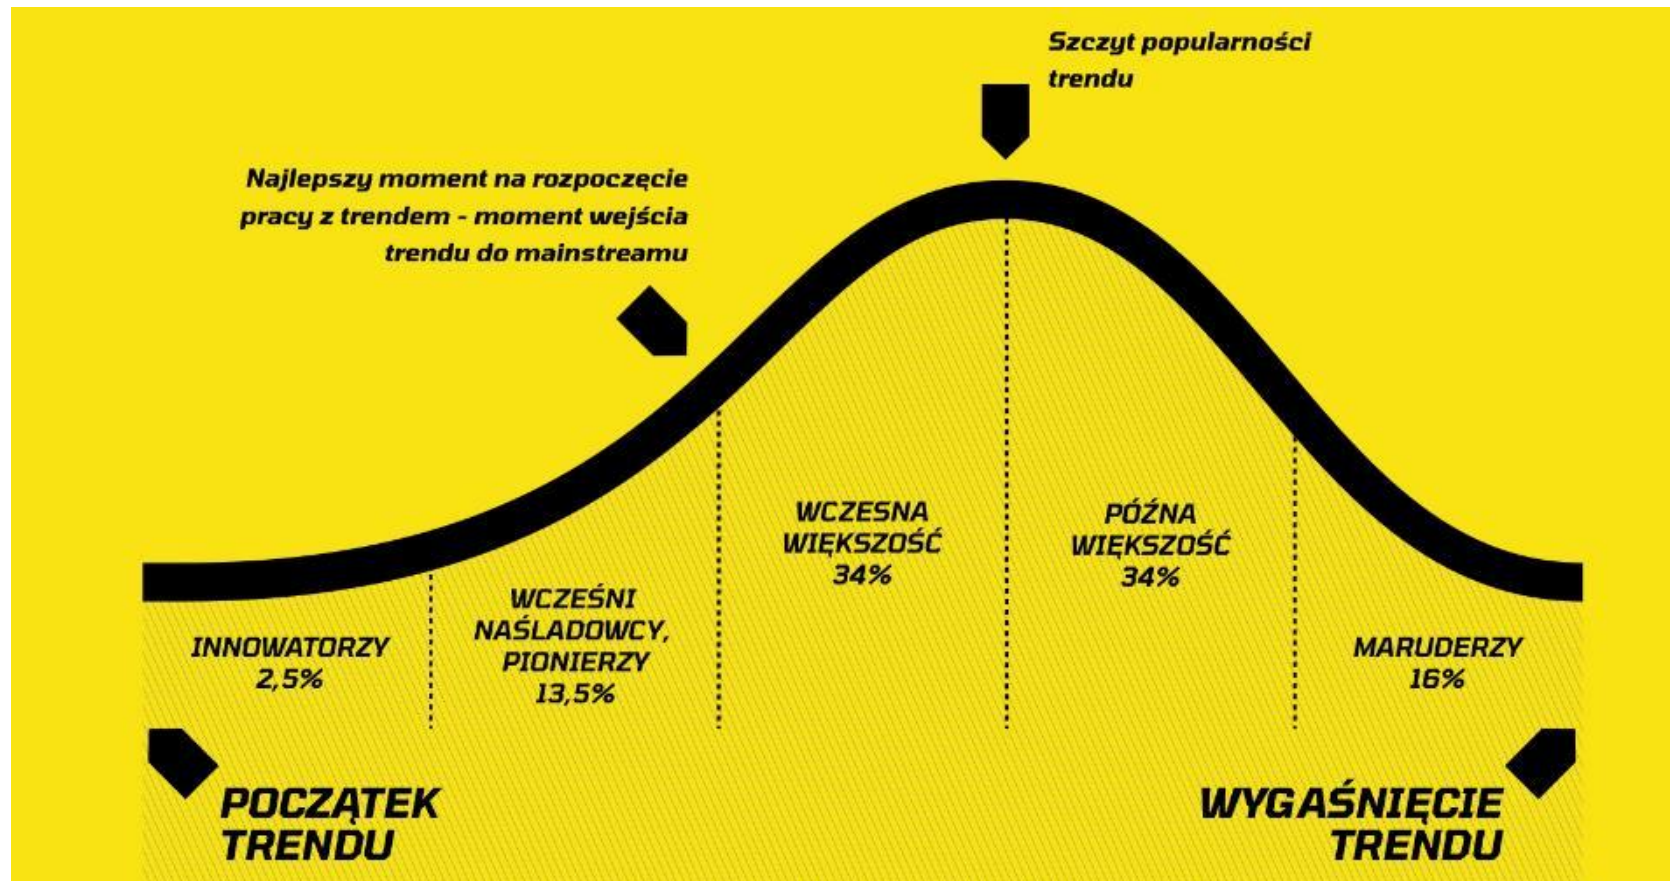 Szczyt popularności
trendu
Najlepszy moment na rozpoczęcie
pracy z trendem - moment wejścia
trendu do mainstreamu
INNOWATORZY
2,5%
WCZEŚNI
NAŚLADOWCY,
PIONIERZY
13,5%
WCZESNA
WIĘKSZOŚĆ
34%
PÓŹNA
WIĘKSZOŚĆ
34%
MARUDERZY
16%
POCZĄTEK
TRENDU
WYGAŚNIĘCIE
TRENDU